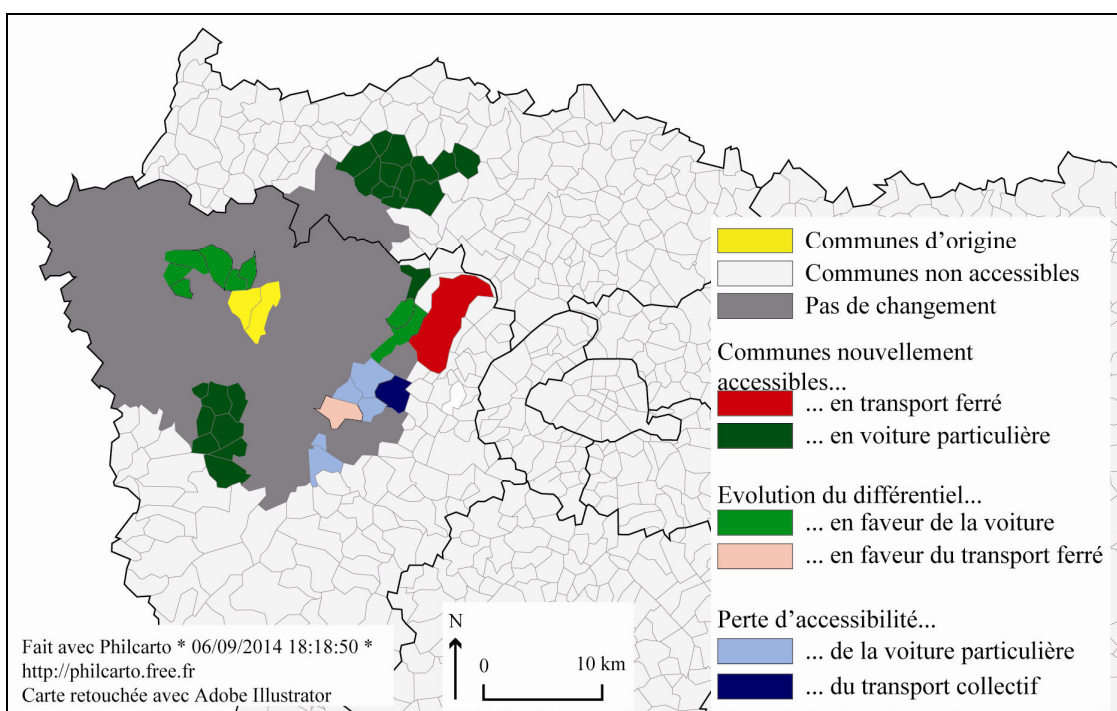 Communes d'origine
Communes non accessibles
Pas de changement
Communes nouvellement
accessibles...
... en transport ferré
... en voiture particulière
Evolution du différentiel...
... en faveur de la voiture
... en faveur du transport ferré
Perte d'accessibilité...
... de la voiture particulière
... du transport collectif
N
0 10 km
Fait avec Philcarto * 06/09/2014 18:18:50 *
http://philcarto.free.fr
Carte retouchée avec Adobe Illustrator